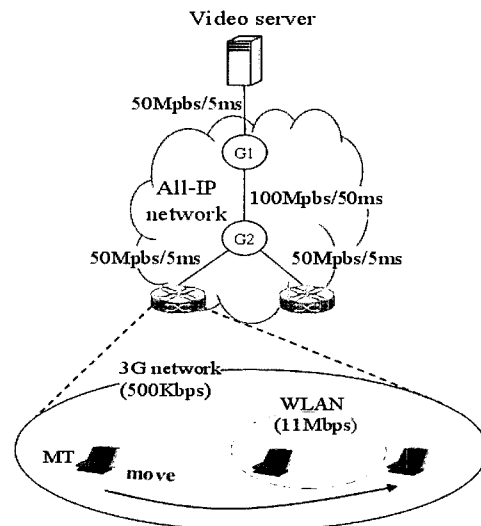 Video server
50Mpbs/5ms
G1
All-IP
network
100Mpbs/50ms
G2
50Mpbs/5ms
50Mpbs/5ms
3G network
(500Kbps)
WLAN
(11Mbps)
MT
move